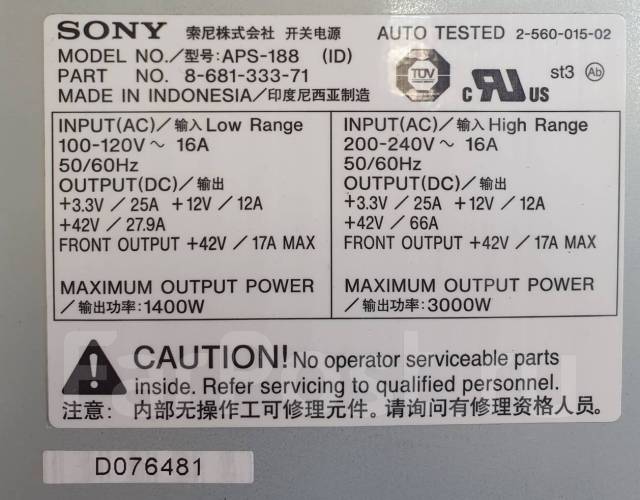 SONY 索尼株式会社 开关电源 AUTO TESTED 2-560-015-02
MODEL NO./型号: APS-188 (ID)
PART NO. 8-681-333-71
MADE IN INDONESIA/印度尼西亚制造
TÜV
c UR US
st3 Ab
INPUT(AC)/输入 Low Range
100-120V~ 16A
50/60Hz
OUTPUT(DC)/输出
+3.3V/25A +12V/12A
+42V/27.9A
FRONT OUTPUT +42V/17A MAX
MAXIMUM OUTPUT POWER
/输出功率:1400W
INPUT(AC)/输入 High Range
200-240V~ 16A
50/60Hz
OUTPUT(DC)/输出
+3.3V/25A +12V/12A
+42V/66A
FRONT OUTPUT +42V/17A MAX
MAXIMUM OUTPUT POWER
/输出功率:3000W
CAUTION! No operator serviceable parts
inside. Refer servicing to qualified personnel.
注意: 内部无操作工可修理元件。请询问有修理资格人员.
D076481